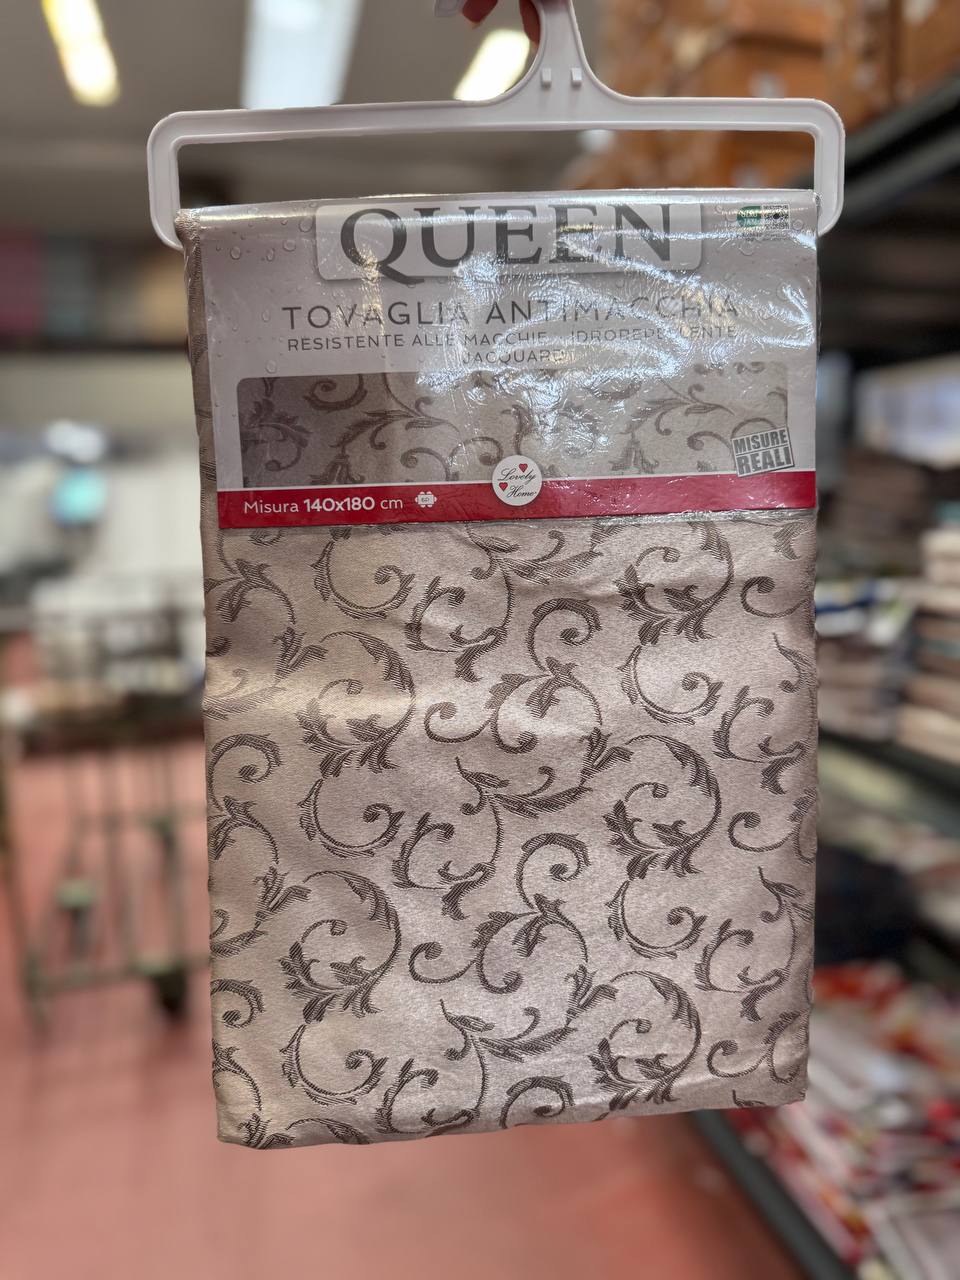 QUEEN
TOVAGLIA ANTIMACCHIA
RESISTENTE ALLE MACCHIE - IDROREPELLENTE
JACQUARD
MISURE
REALI
Lovely
Home
Misura 140x180 cm